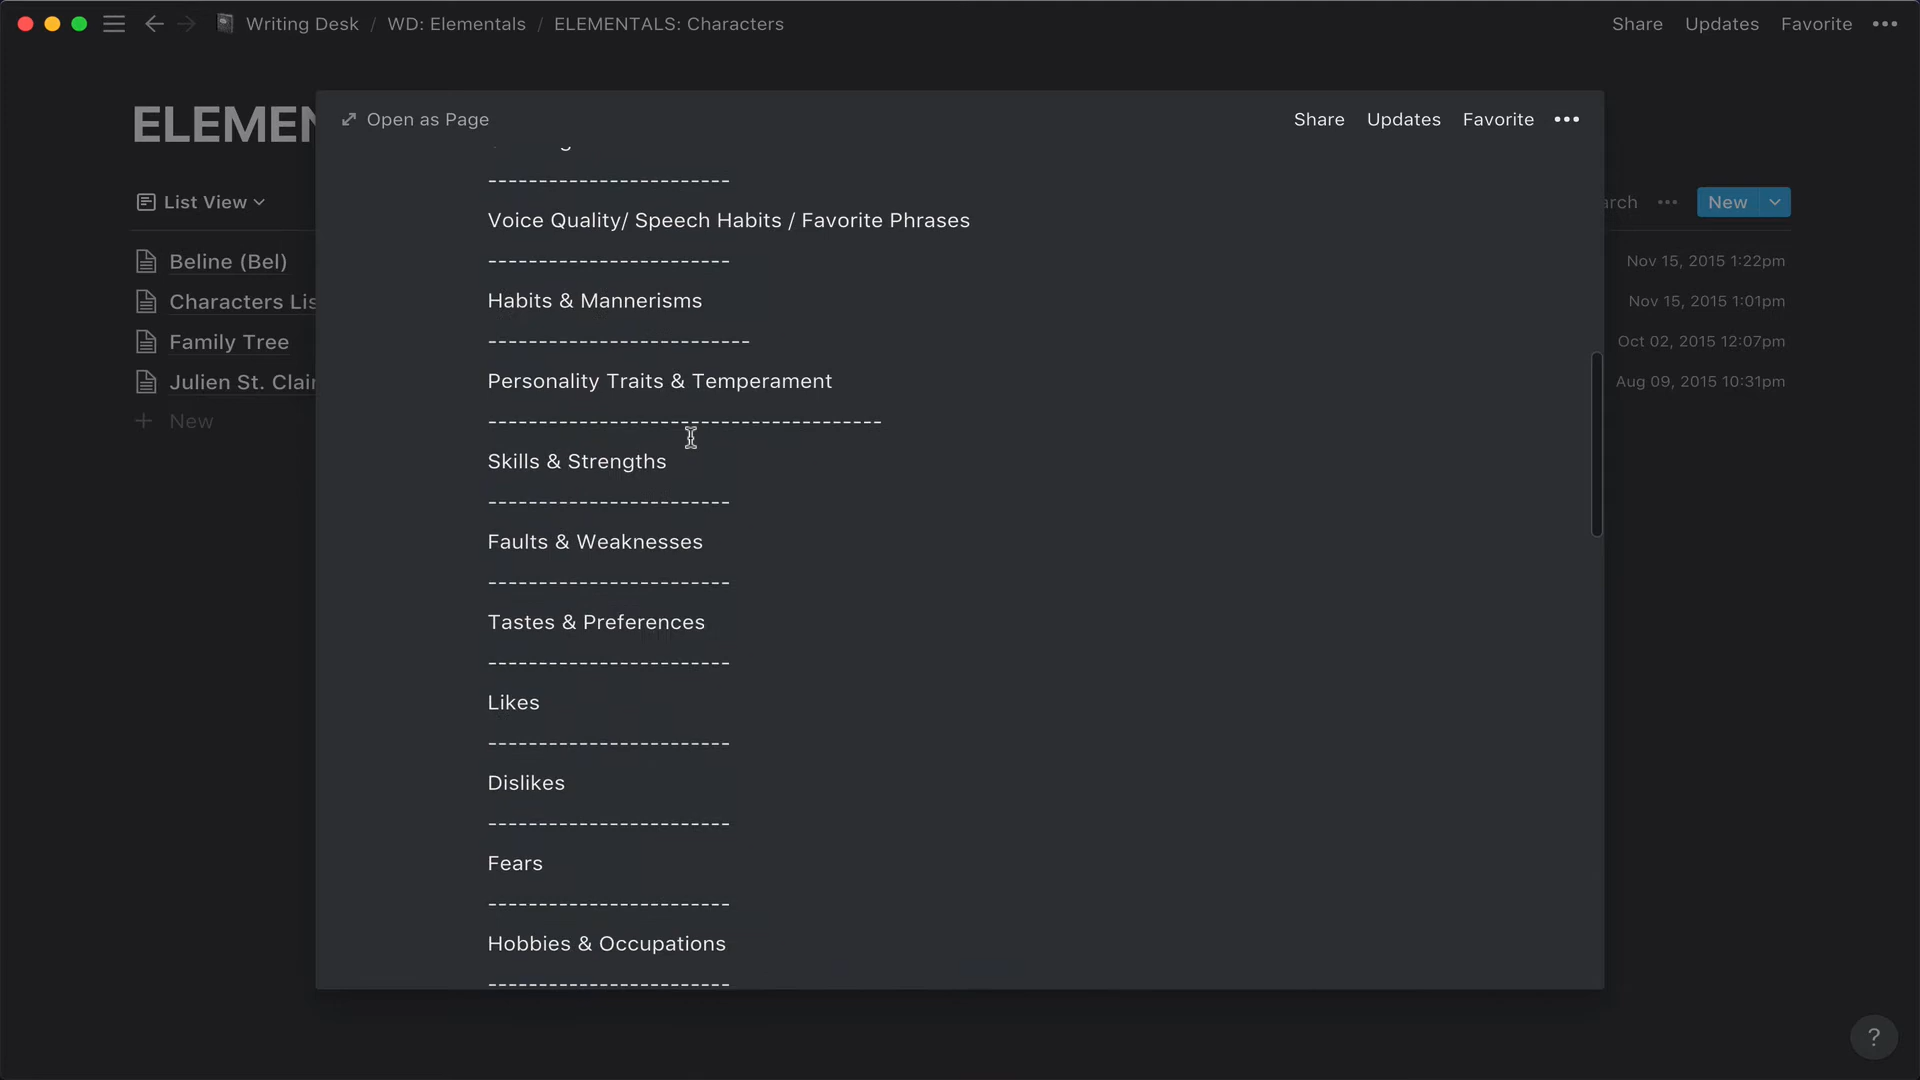 Writing Desk / WD: Elementals / ELEMENTALS: Characters
Share Updates Favorite •••
ELEMEN
Open as Page
Share Updates Favorite •••
List View
arch ••• New
------------------------
Voice Quality/ Speech Habits / Favorite Phrases
------------------------
Beline (Bel) Nov 15, 2015 1:22pm
Habits & Mannerisms
Characters Lis Nov 15, 2015 1:01pm
--------------------------
Family Tree Oct 02, 2015 12:07pm
Personality Traits & Temperament
Julien St. Clair Aug 09, 2015 10:31pm
---------------------------------------
+ New
Skills & Strengths
------------------------
Faults & Weaknesses
------------------------
Tastes & Preferences
------------------------
Likes
------------------------
Dislikes
------------------------
Fears
------------------------
Hobbies & Occupations
------------------------
?